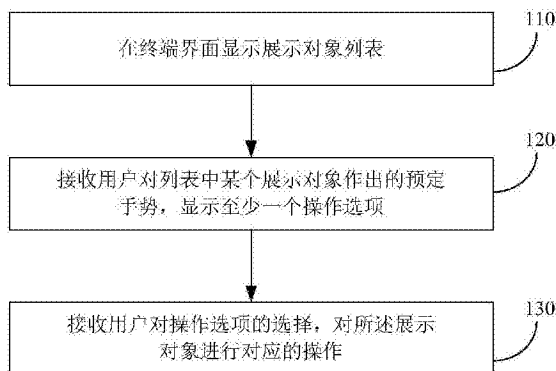 110
在终端界面显示展示对象列表
120
接收用户对列表中某个展示对象作出的预定
手势，显示至少一个操作选项
130
接收用户对操作选项的选择，对所述展示
对象进行对应的操作